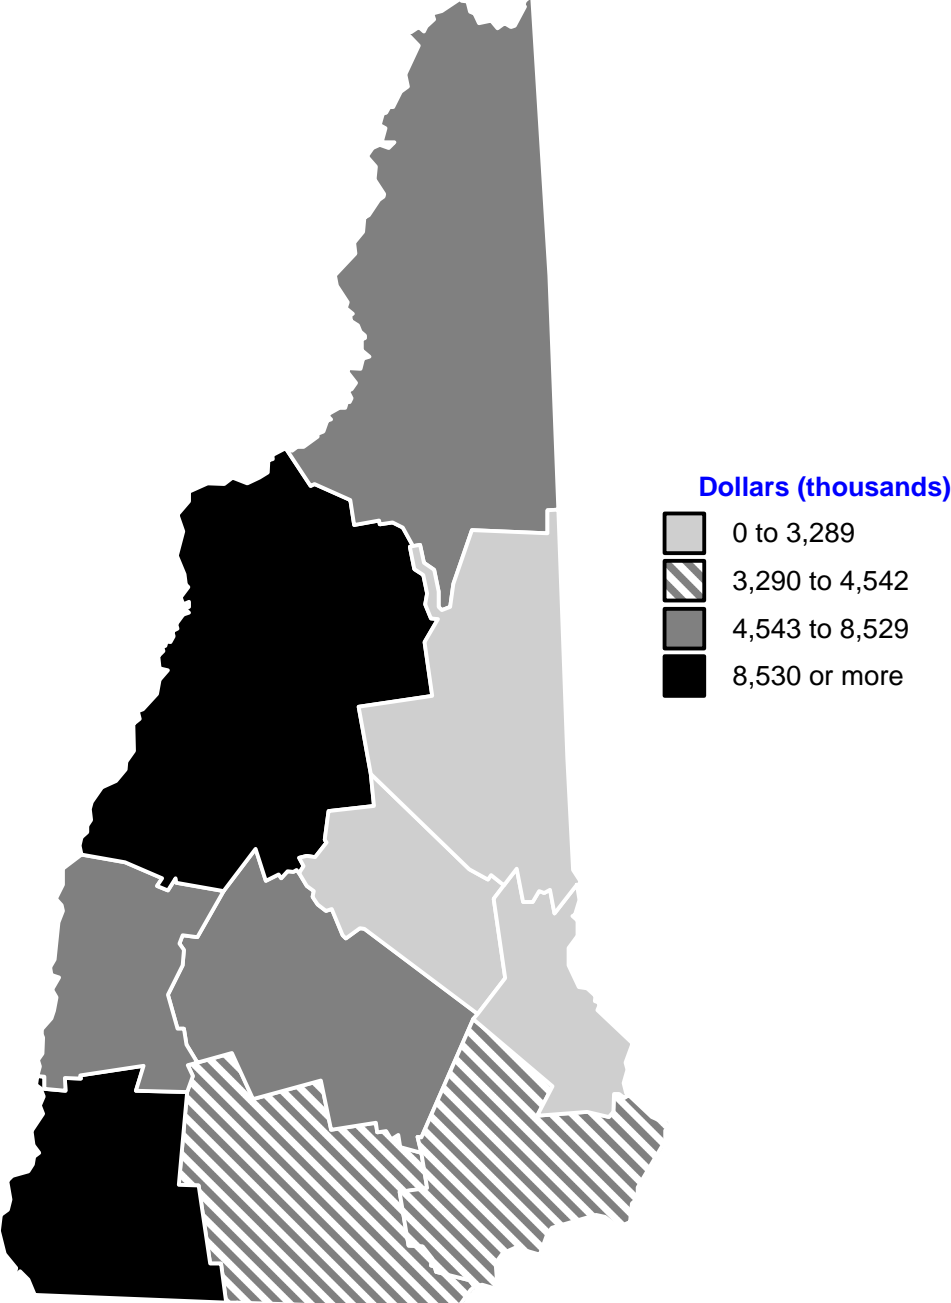 Dollars (thousands)
0 to 3,289
3,290 to 4,542
4,543 to 8,529
8,530 or more